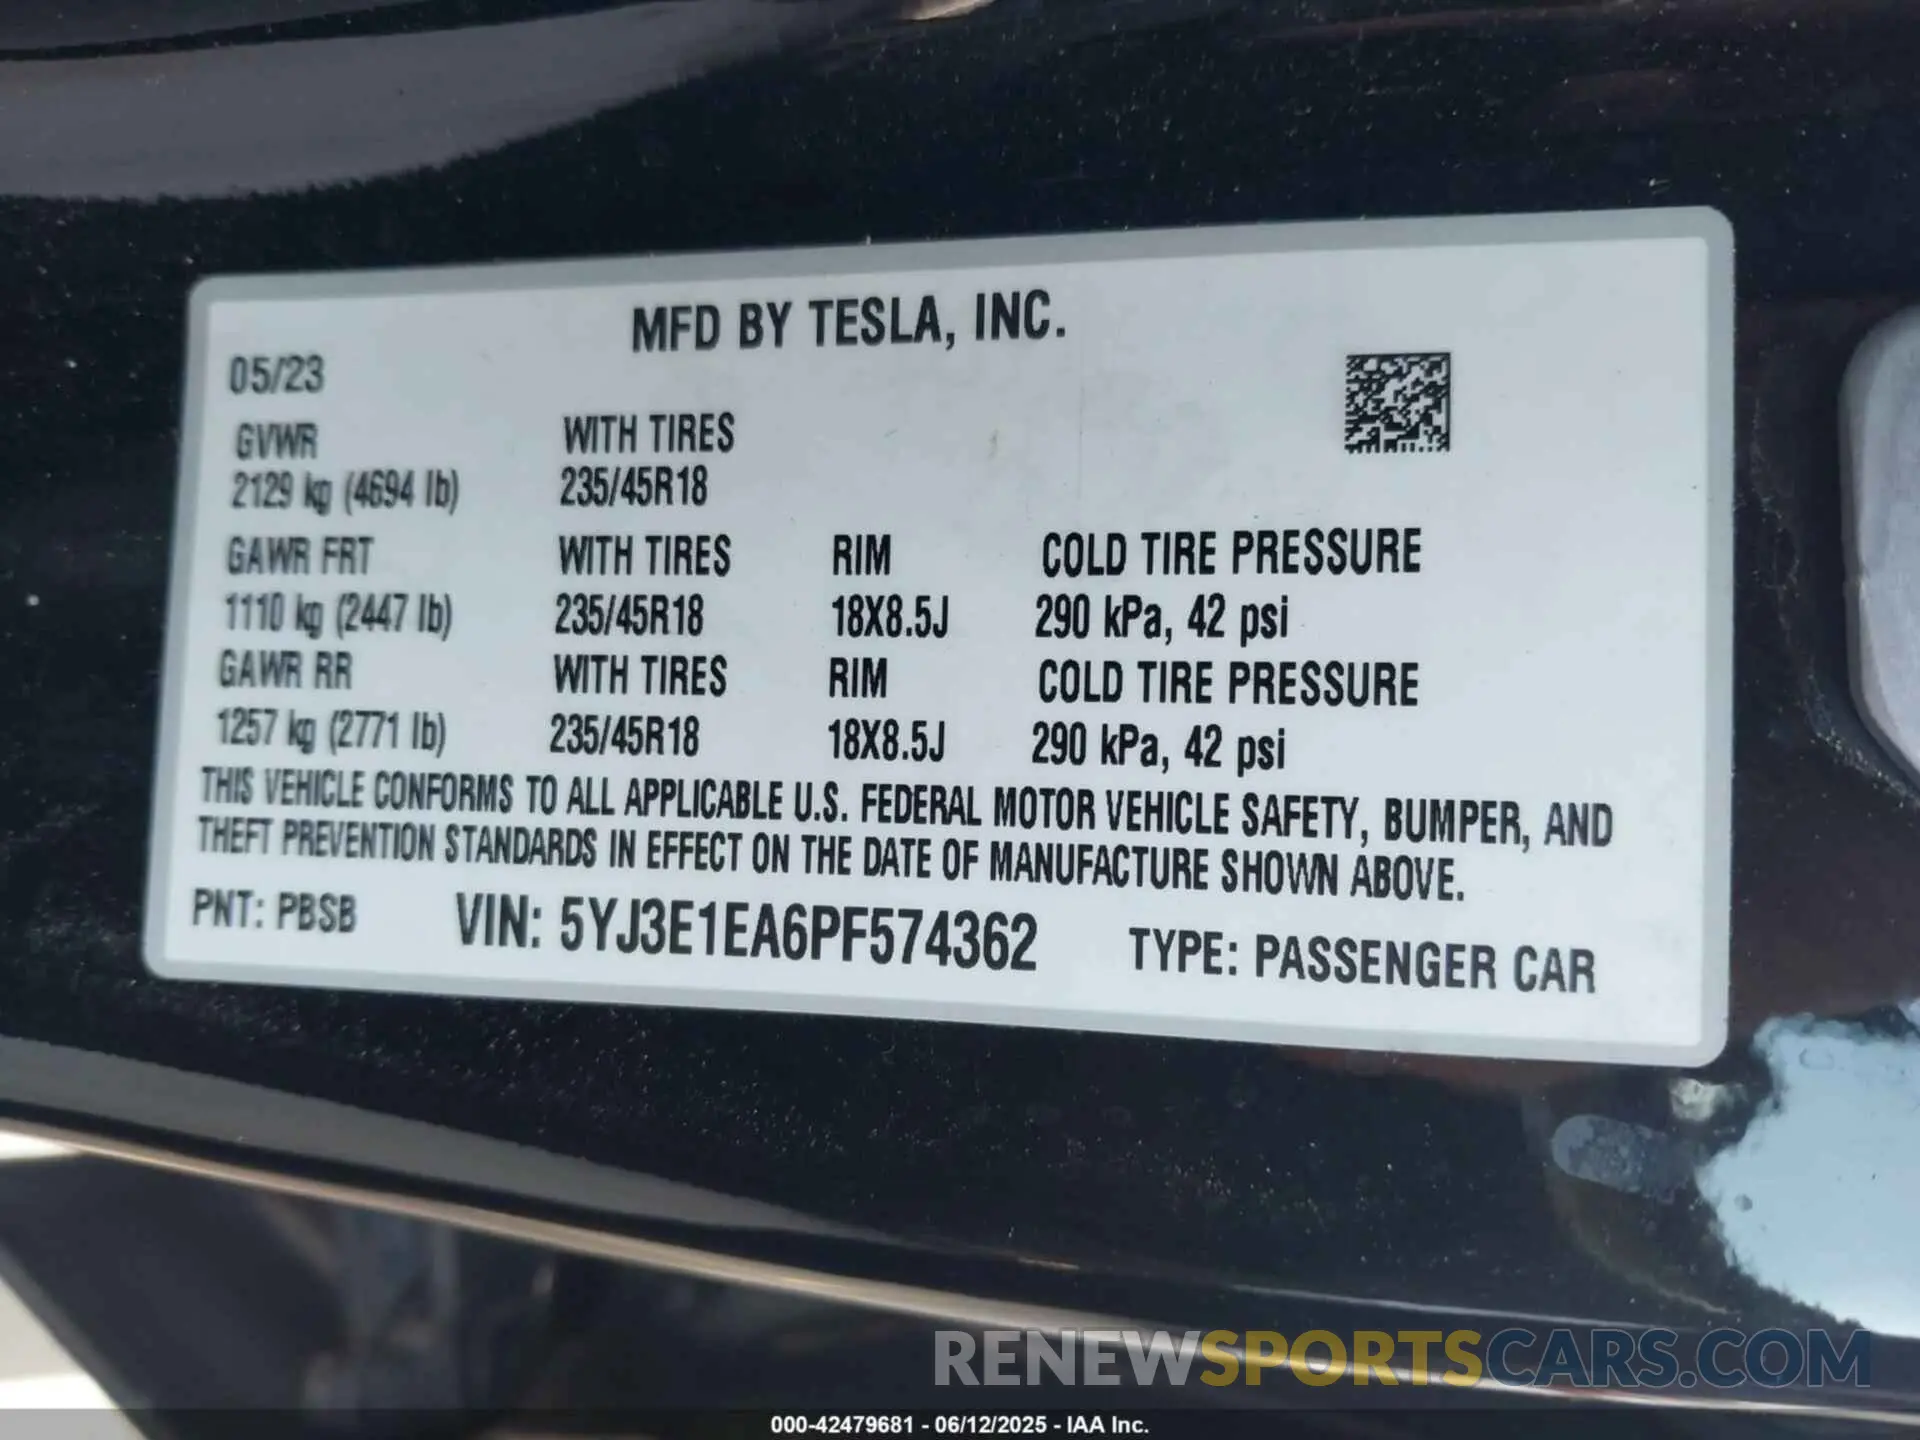 MFD BY TESLA, INC.
05/23
GVWR WITH TIRES
2129 kg (4694 lb) 235/45R18
GAWR FRT WITH TIRES RIM COLD TIRE PRESSURE
1110 kg (2447 lb) 235/45R18 18X8.5J 290 kPa, 42 psi
GAWR RR WITH TIRES RIM COLD TIRE PRESSURE
1257 kg (2771 lb) 235/45R18 18X8.5J 290 kPa, 42 psi
THIS VEHICLE CONFORMS TO ALL APPLICABLE U.S. FEDERAL MOTOR VEHICLE SAFETY, BUMPER, AND
THEFT PREVENTION STANDARDS IN EFFECT ON THE DATE OF MANUFACTURE SHOWN ABOVE.
PNT: PBSB VIN: 5YJ3E1EA6PF574362 TYPE: PASSENGER CAR
RENEWSPORTSCARS.COM
000-42479681 - 06/12/2025 - IAA Inc.